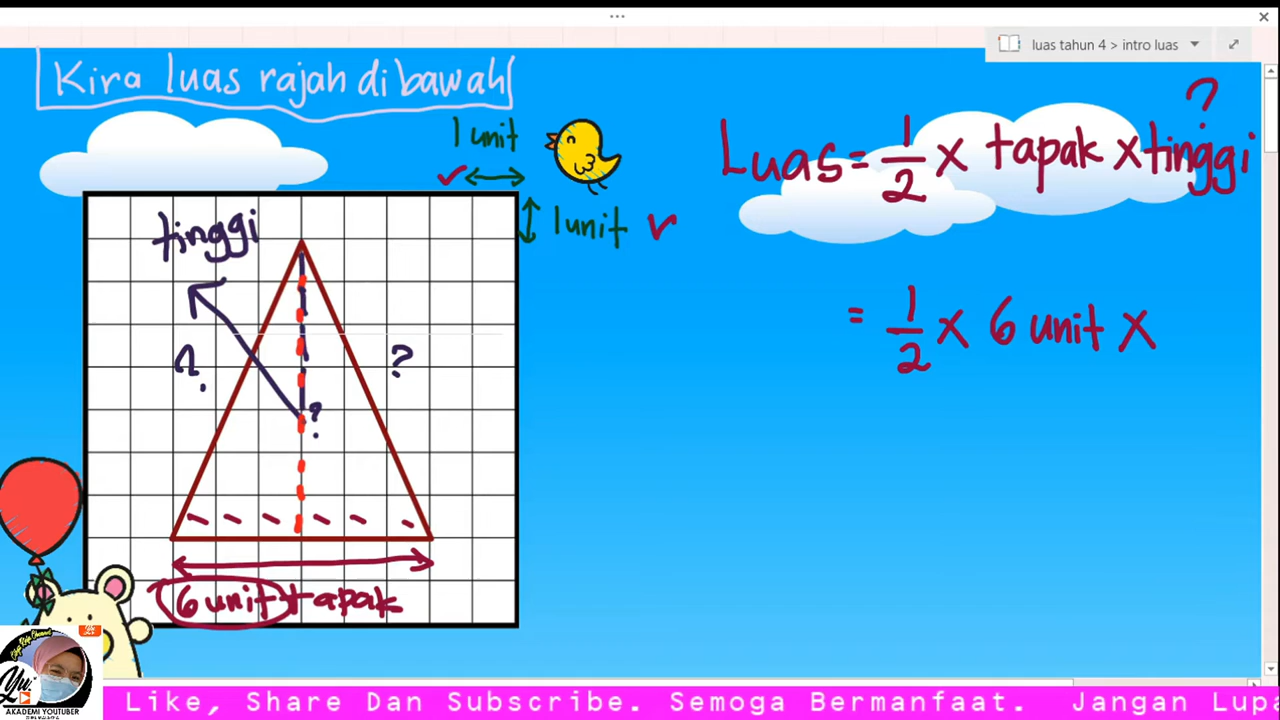 ...
luas tahun 4 > intro luas
Kira luas rajah di bawah
1 unit
1 unit
tinggi
?
?
?
6 unit tapak
?
Luas = 1/2 x tapak x tinggi
= 1/2 x 6 unit x
Yu
AKADEMI YOUTUBER
Like, Share Dan Subscribe. Semoga Bermanfaat. Jangan Lupa